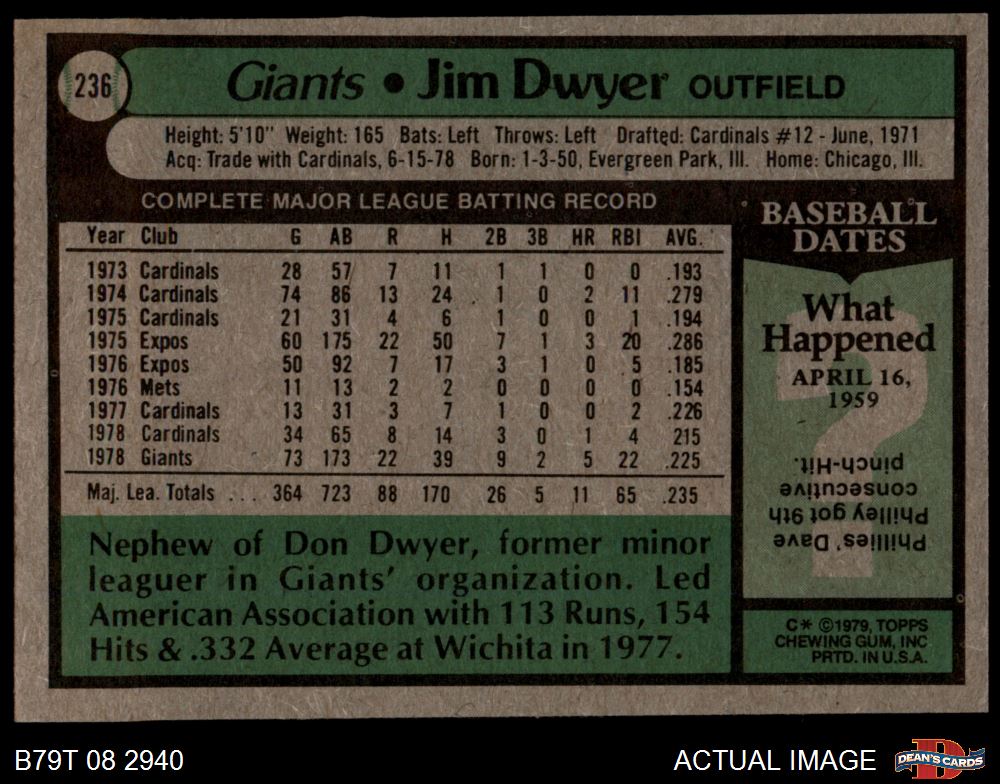 236
Giants • Jim Dwyer OUTFIELD
Height: 5'10" Weight: 165 Bats: Left Throws: Left Drafted: Cardinals #12 - June, 1971
Acq: Trade with Cardinals, 6-15-78 Born: 1-3-50, Evergreen Park, Ill. Home: Chicago, Ill.
COMPLETE MAJOR LEAGUE BATTING RECORD
Year Club G AB R H 2B 3B HR RBI AVG.
1973 Cardinals 28 57 7 11 1 1 0 0 .193
1974 Cardinals 74 86 13 24 1 0 2 11 .279
1975 Cardinals 21 31 4 6 1 0 0 1 .194
1975 Expos 60 175 22 50 7 1 3 20 .286
1976 Expos 50 92 7 17 3 1 0 5 .185
1976 Mets 11 13 2 2 0 0 0 0 .154
1977 Cardinals 13 31 3 7 1 0 0 2 .226
1978 Cardinals 34 65 8 14 3 0 1 4 215
1978 Giants 73 173 22 39 9 2 5 22 .225
Maj. Lea. Totals ... 364 723 88 170 26 5 11 65 .235
Nephew of Don Dwyer, former minor
leaguer in Giants' organization. Led
American Association with 113 Runs, 154
Hits & .332 Average at Wichita in 1977.
BASEBALL
DATES
What
Happened
APRIL 16,
1959
?
Phillies' Dave
Philley got 9th
consecutive
pinch-Hit.
C* ©1979, TOPPS
CHEWING GUM, INC
PRTD. IN U.S.A.
B79T 08 2940
ACTUAL IMAGE
D
DEAN'S CARDS